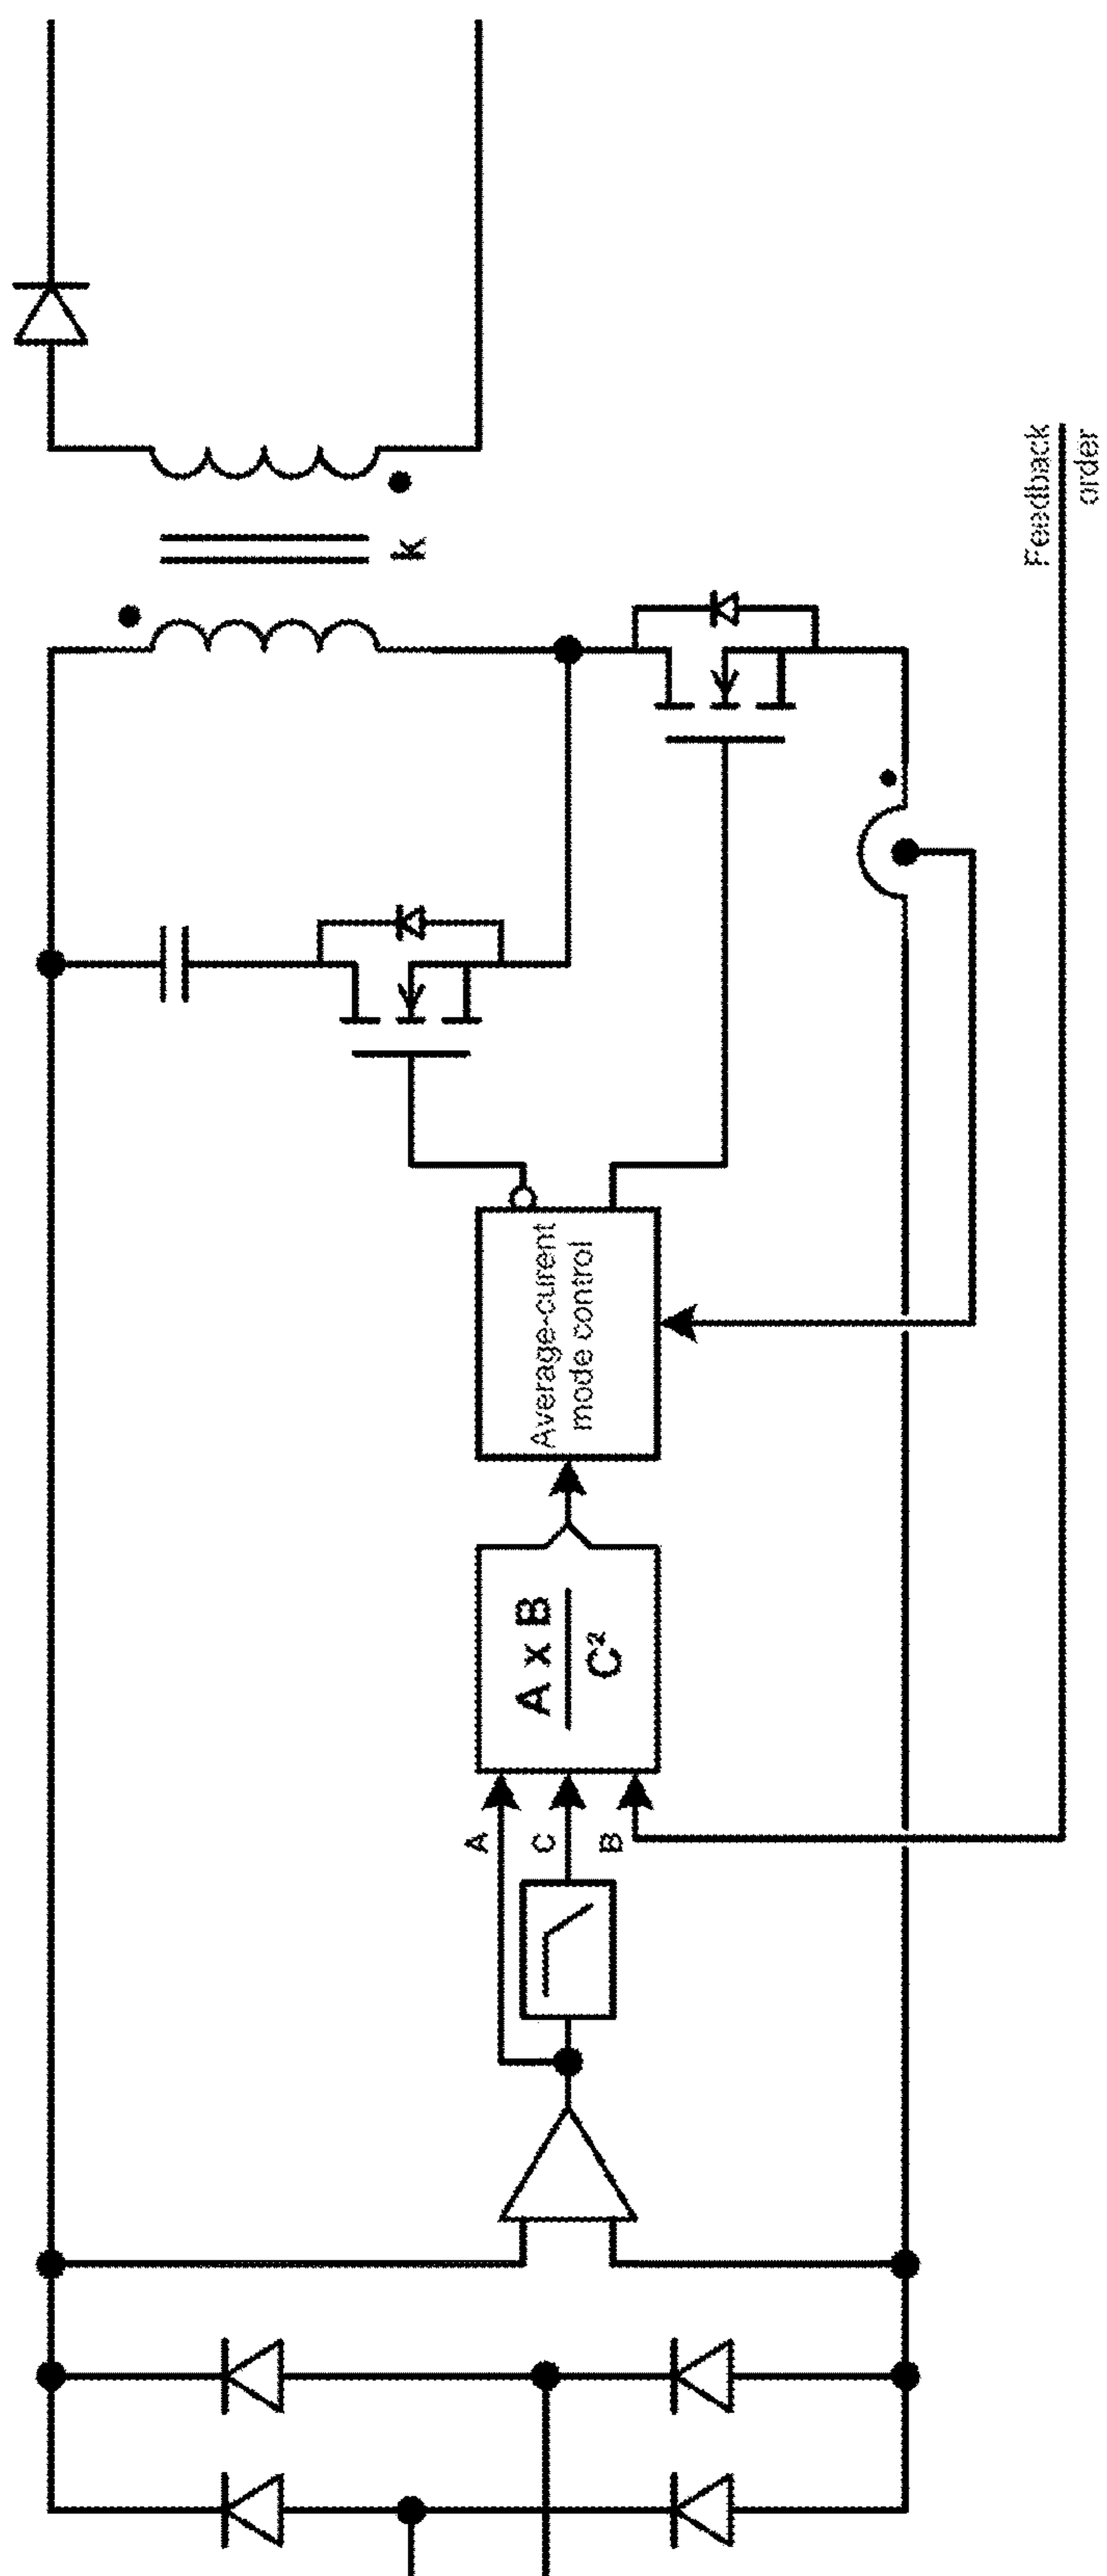 A
C
B
A x B
C²
Average-curent
mode control
k
Feedback
order